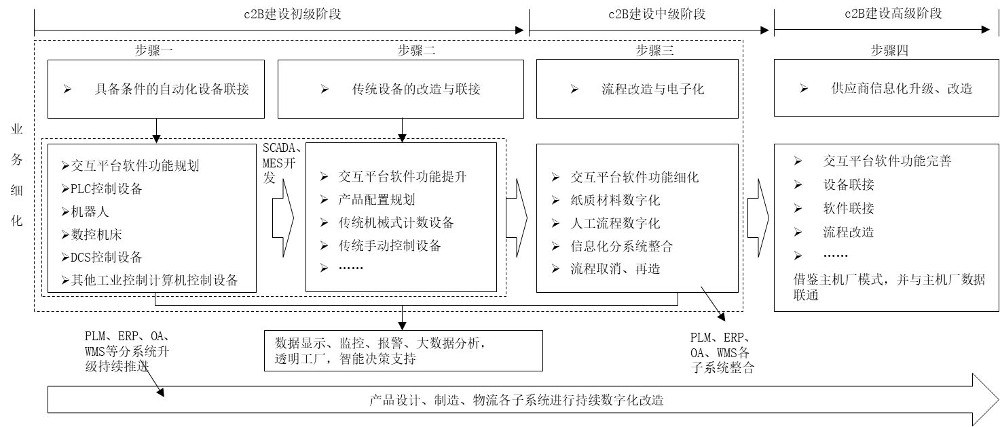 c2B建设初级阶段
c2B建设中级阶段
c2B建设高级阶段
步骤一
步骤二
步骤三
步骤四
具备条件的自动化设备联接
传统设备的改造与联接
流程改造与电子化
供应商信息化升级、改造
业
务
细
化
交互平台软件功能规划
PLC控制设备
机器人
数控机床
DCS控制设备
其他工业控制计算机控制设备
SCADA、
MES开
发
交互平台软件功能提升
产品配置规划
传统机械式计数设备
传统手动控制设备
……
交互平台软件功能细化
纸质材料数字化
人工流程数字化
信息化分系统整合
流程取消、再造
交互平台软件功能完善
设备联接
软件联接
流程改造
……
借鉴主机厂模式，并与主机厂数据
联通
PLM、ERP、OA、
WMS等分系统升
级持续推进
数据显示、监控、报警、大数据分析，
透明工厂，智能决策支持
PLM、ERP、
OA、WMS各
子系统整合
产品设计、制造、物流各子系统进行持续数字化改造